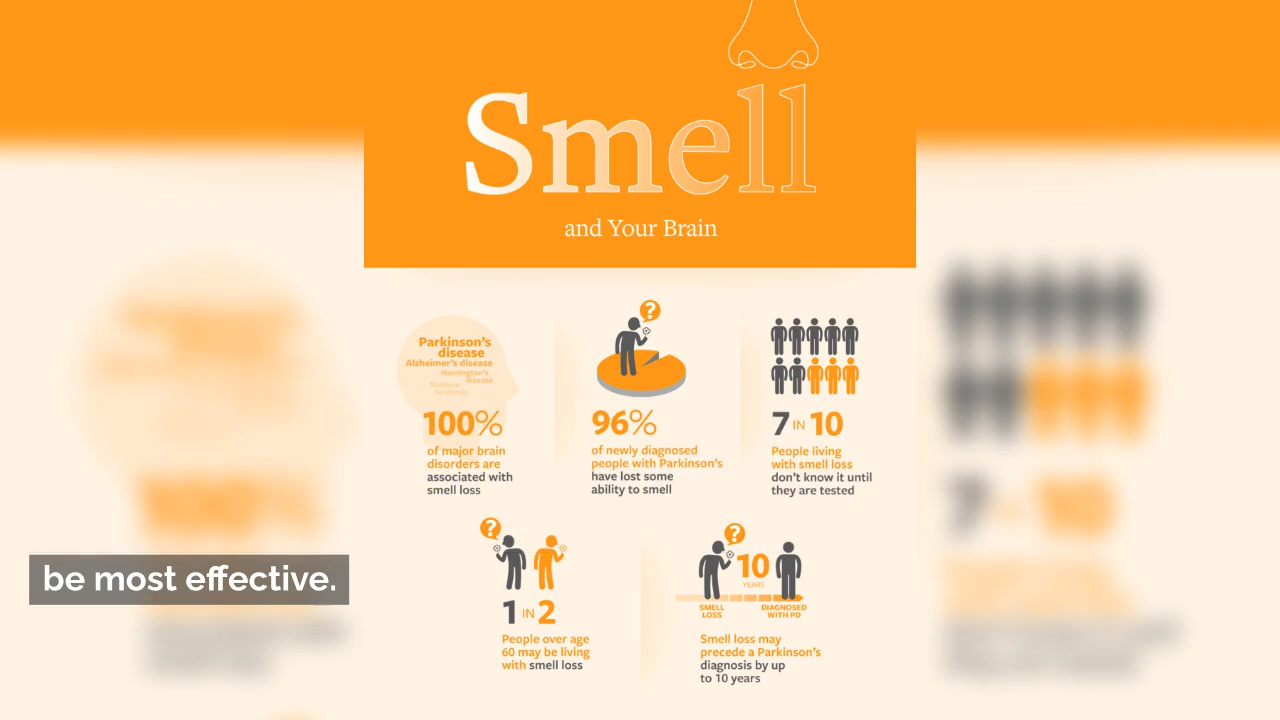 Smell
and Your Brain
Parkinson's
disease
Alzheimer's disease
Huntington's
disease
Multiple
Sclerosis
100%
of major brain
disorders are
associated with
smell loss
?
96%
of newly diagnosed
people with Parkinson's
have lost some
ability to smell
7 IN 10
People living
with smell loss
don't know it until
they are tested
?
1 IN 2
People over age
60 may be living
with smell loss
?
10
YEARS
SMELL
LOSS
DIAGNOSED
WITH PD
Smell loss may
precede a Parkinson's
diagnosis by up
to 10 years
be most effective.